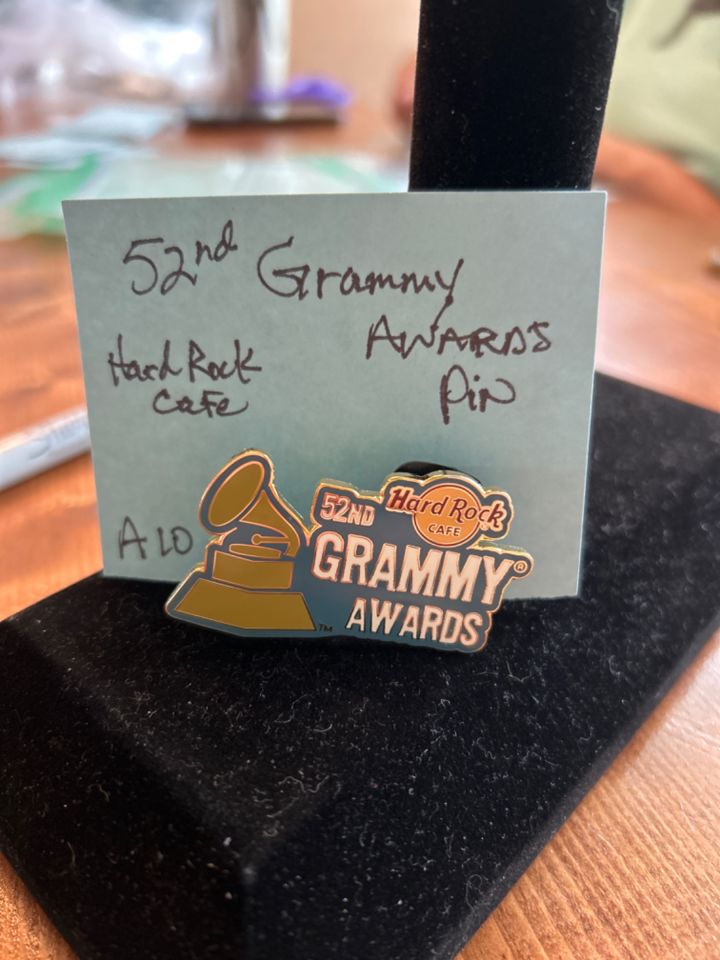 52nd Grammy
AWARDS
Pin
Hard Rock
CaFe
A10
52ND
Hard Rock
CAFE
GRAMMY®
AWARDS
TM